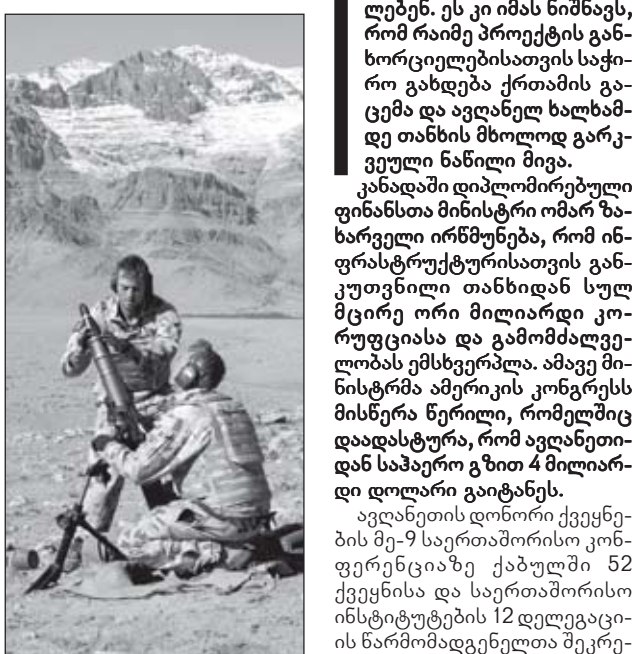 ლებენ. ეს კი იმას ნიშნავს,
რომ რაიმე პროექტის გან-
ხორციელებისათვის საჭი-
რო გახდება ქრთამის გა-
ცემა და ავღანელ ხალხამ-
დე თანხის მხოლოდ გარკ-
ვეული ნაწილი მივა.
კანადაში დიპლომირებული
ფინანსთა მინისტრი ომარ ზა-
ხარველი ირწმუნება, რომ ინ-
ფრასტრუქტურისათვის გან-
კუთვნილი თანხიდან სულ
მცირე ორი მილიარდი კო-
რუფციასა და გამომძალვე-
ლობას ემსხვერპლა. ამავე მი-
ნისტრმა ამერიკის კონგრესს
მისწერა წერილი, რომელშიც
დაადასტურა, რომ ავღანეთი-
დან საჰაერო გზით 4 მილიარ-
დი დოლარი გაიტანეს.
ავღანეთის დონორი ქვეყნე-
ბის მე-9 საერთაშორისო კონ-
ფერენციაზე ქაბულში 52
ქვეყნისა და საერთაშორისო
ინსტიტუტების 12 დელეგაცი-
ის წარმომადგენელთა შეკრე-